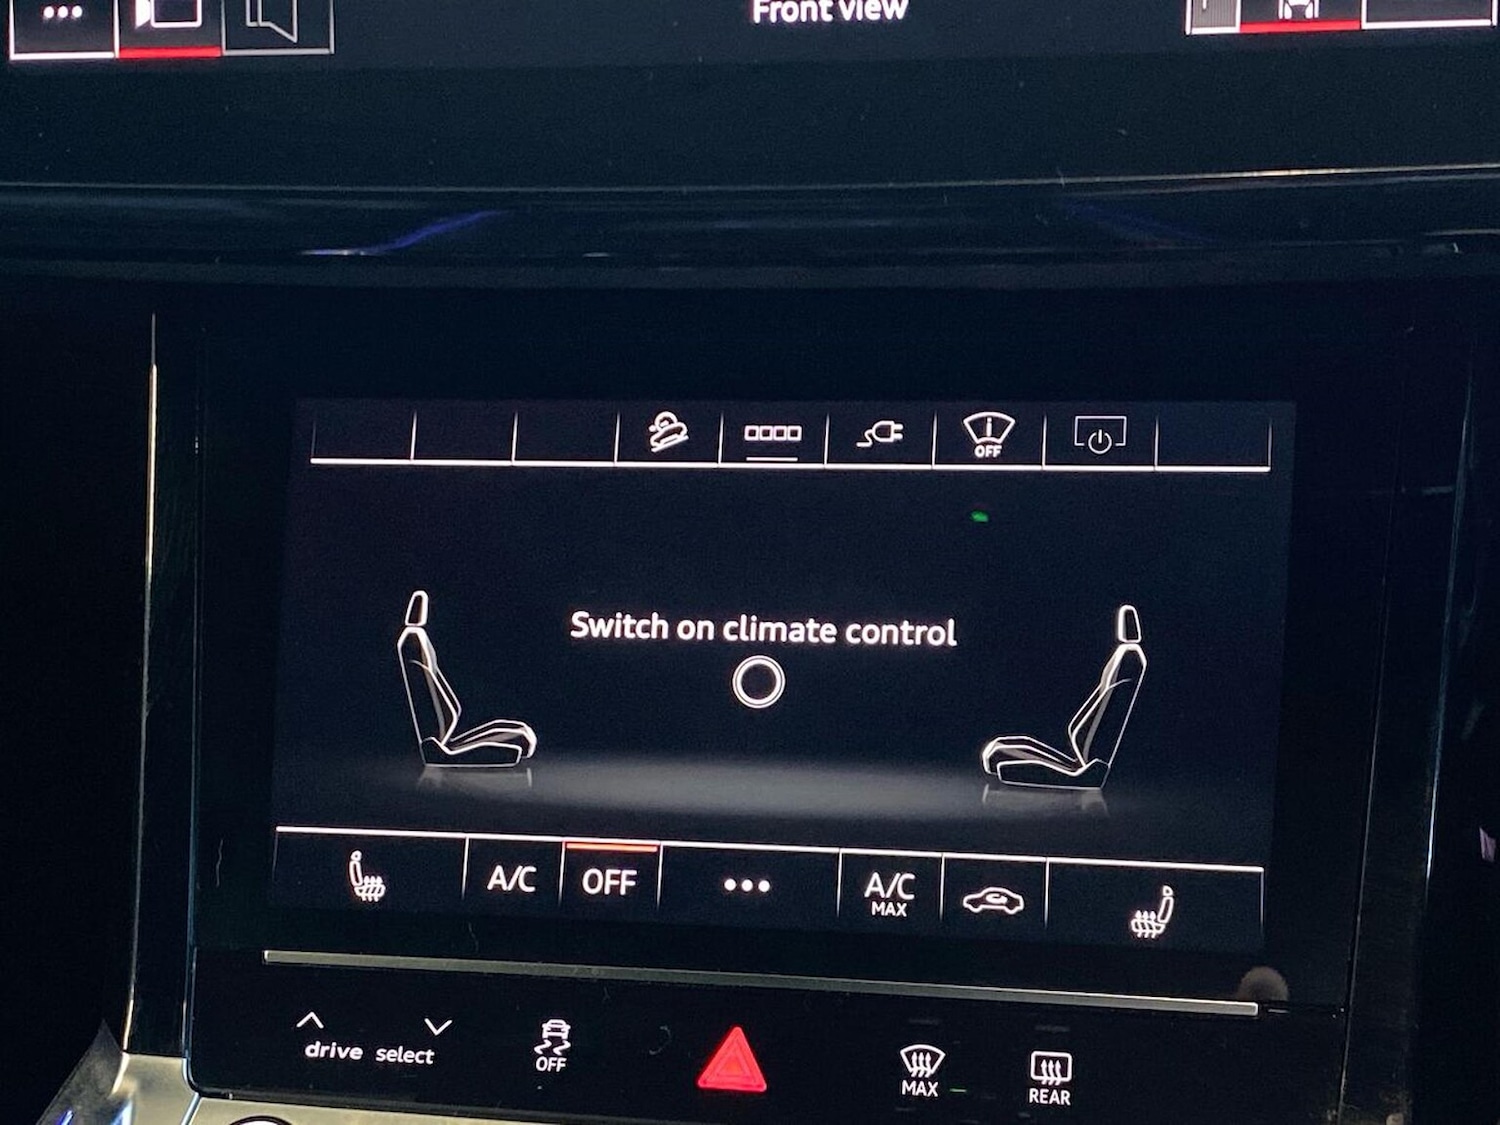 Front view
OFF
Switch on climate control
A/C
OFF
A/C
MAX
drive select
OFF
MAX
REAR